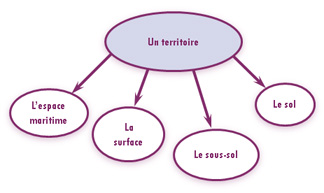 Un territoire
L'espace
maritime
La
surface
Le sous-sol
Le sol